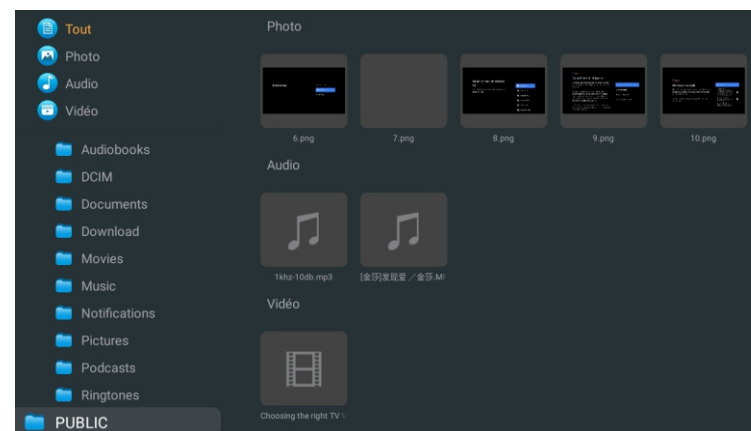 Tout
Photo
Audio
Vidéo
Audiobooks
DCIM
Documents
Download
Movies
Music
Notifications
Pictures
Podcasts
Ringtones
PUBLIC
Photo
6.png
7.png
8.png
9.png
10.png
Audio
1khz-10db.mp3
[金莎]发现爱／金莎.M
Vidéo
Choosing the right TV